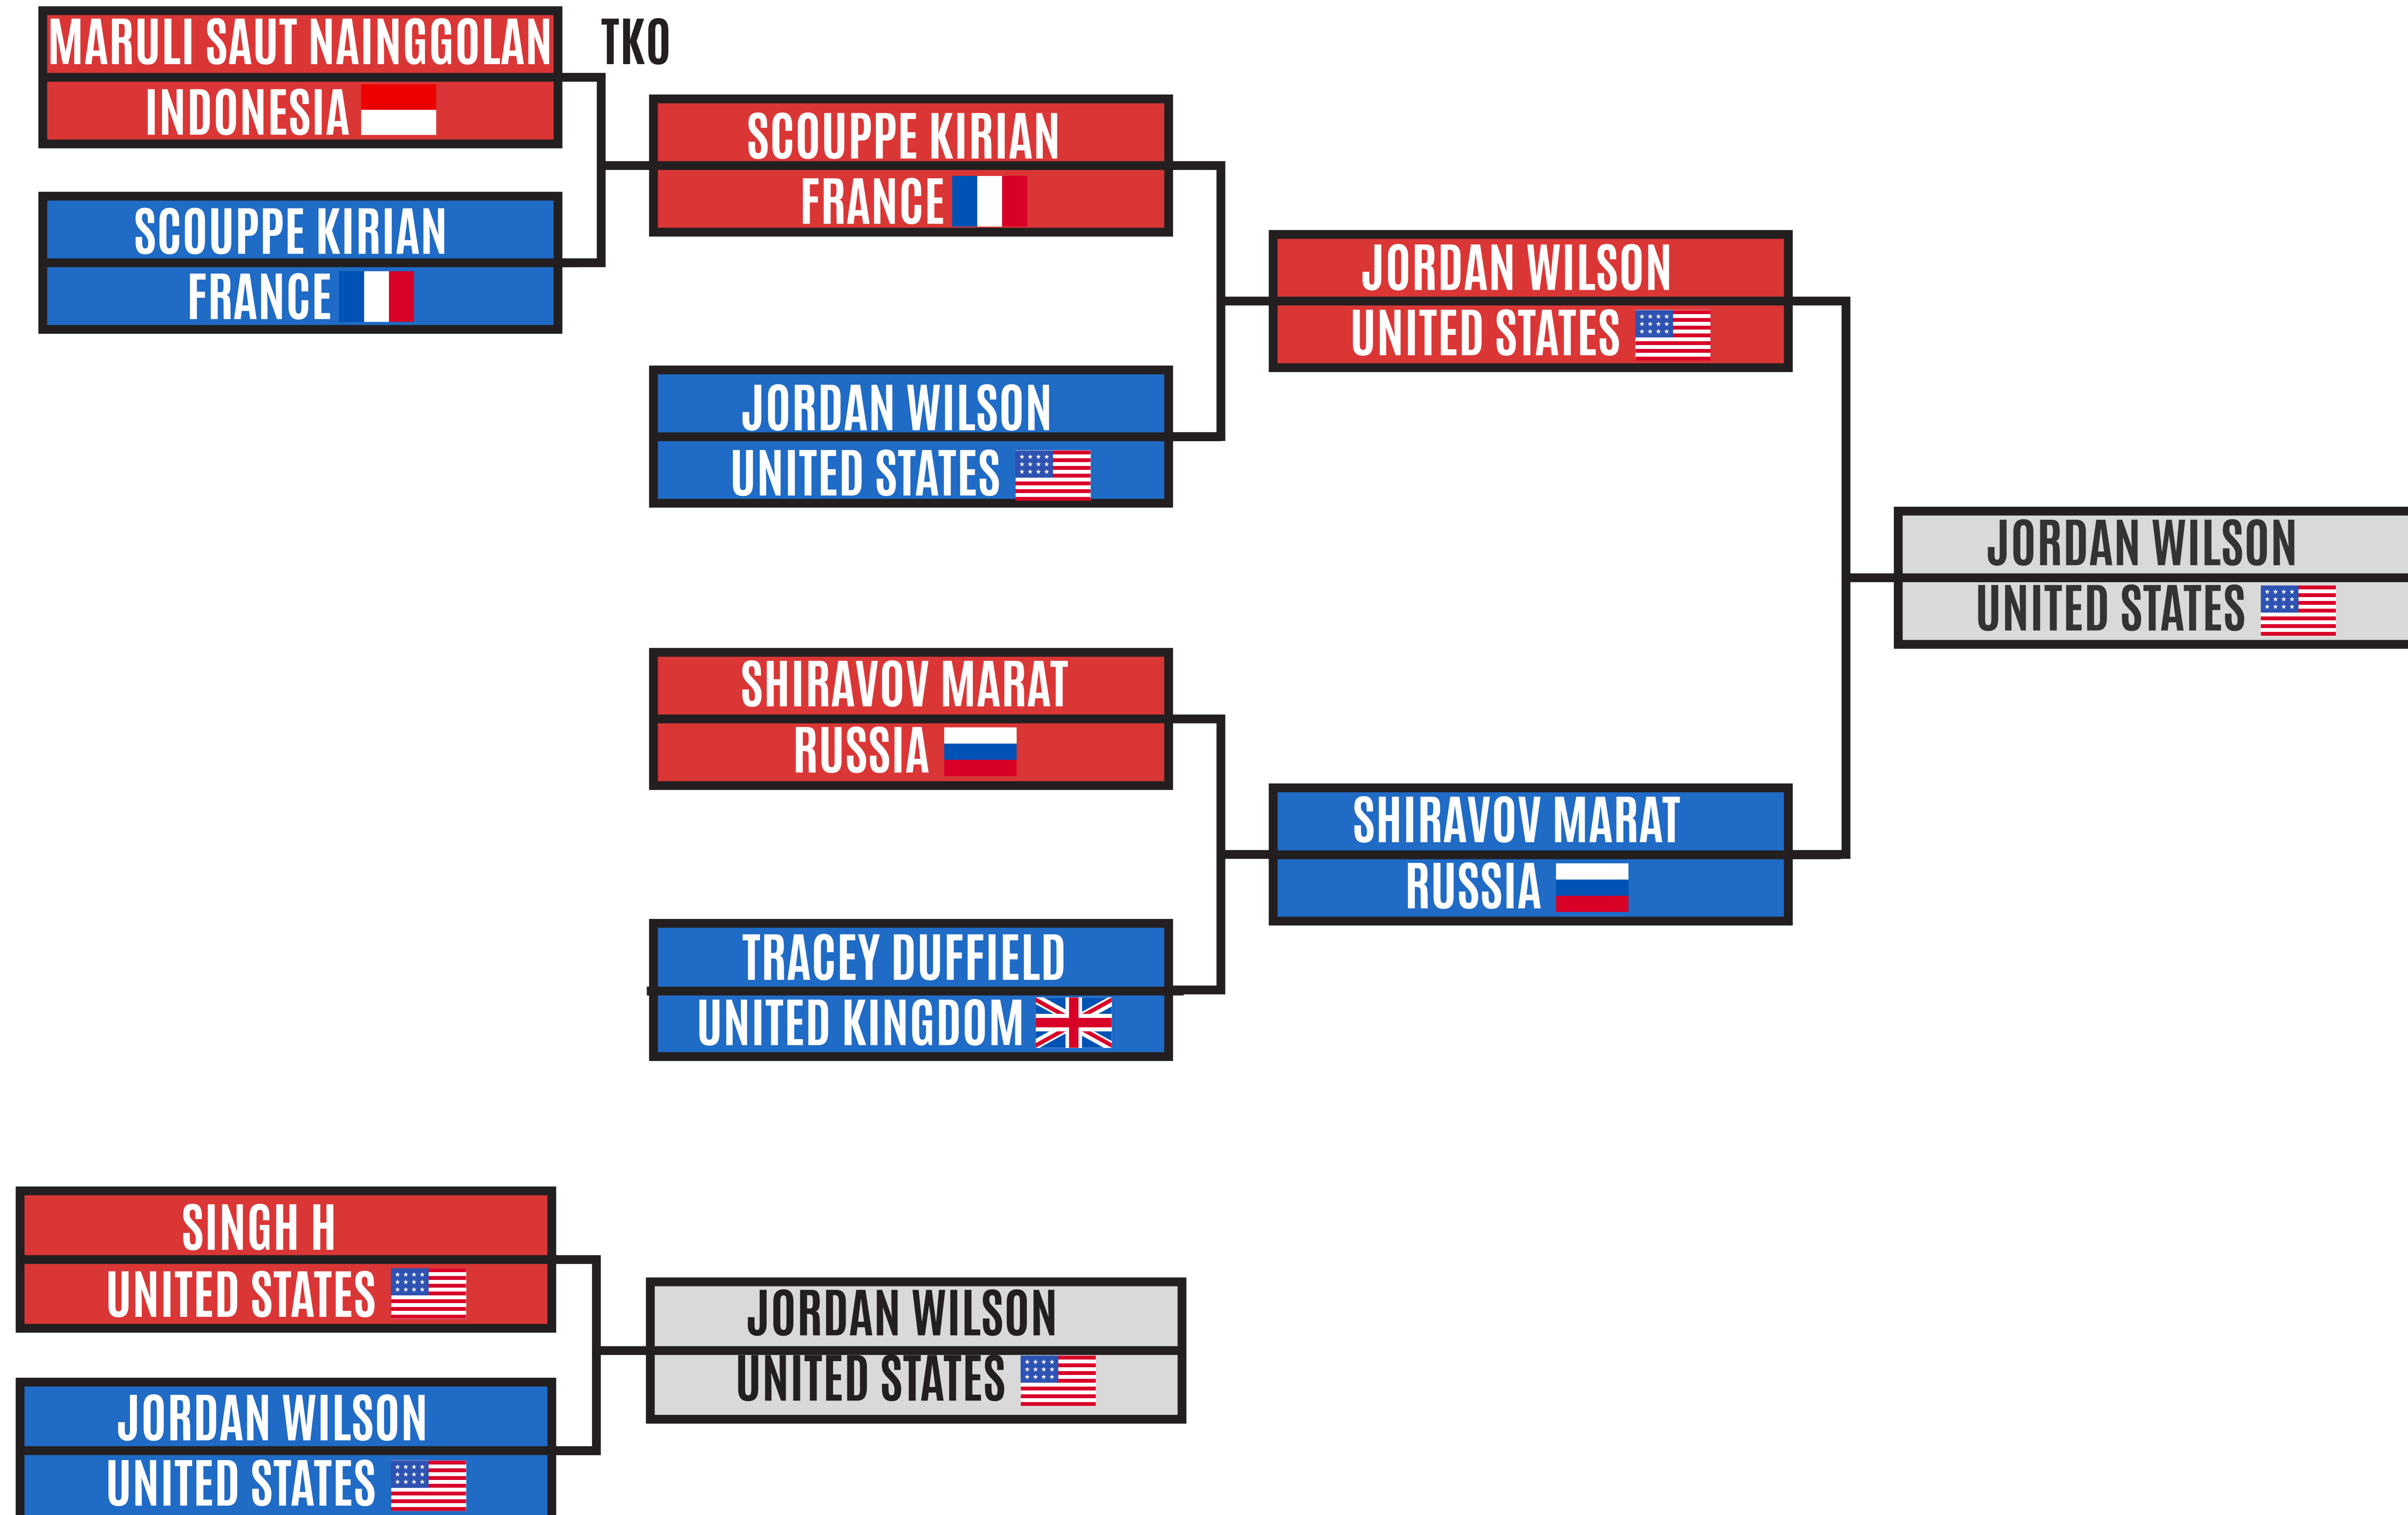 MARULI SAUT NAINGGOLAN
INDONESIA
TKO
SCOUPPE KIRIAN
FRANCE
SCOUPPE KIRIAN
FRANCE
JORDAN WILSON
UNITED STATES
JORDAN WILSON
UNITED STATES
JORDAN WILSON
UNITED STATES
SHIRAVOV MARAT
RUSSIA
SHIRAVOV MARAT
RUSSIA
TRACEY DUFFIELD
UNITED KINGDOM
SINGH H
UNITED STATES
JORDAN WILSON
UNITED STATES
JORDAN WILSON
UNITED STATES